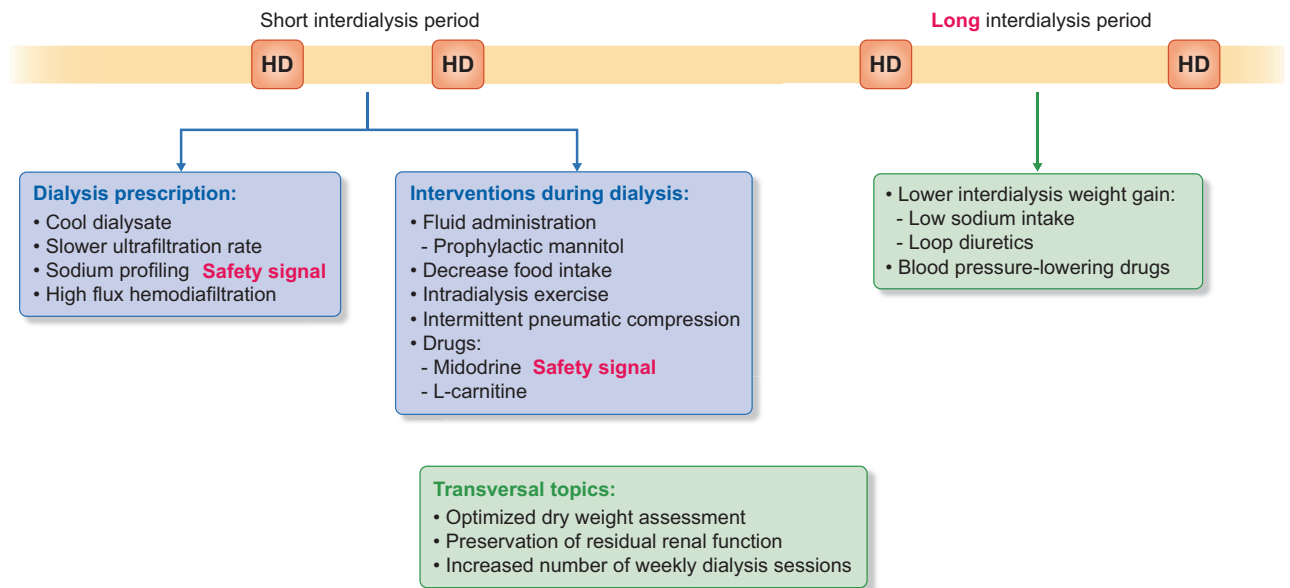 Short interdialysis period
Long interdialysis period
HD
HD
HD
HD
Dialysis prescription:
• Cool dialysate
• Slower ultrafiltration rate
• Sodium profiling Safety signal
• High flux hemodiafiltration
Interventions during dialysis:
• Fluid administration
- Prophylactic mannitol
• Decrease food intake
• Intradialysis exercise
• Intermittent pneumatic compression
• Drugs:
- Midodrine Safety signal
- L-carnitine
• Lower interdialysis weight gain:
- Low sodium intake
- Loop diuretics
• Blood pressure-lowering drugs
Transversal topics:
• Optimized dry weight assessment
• Preservation of residual renal function
• Increased number of weekly dialysis sessions